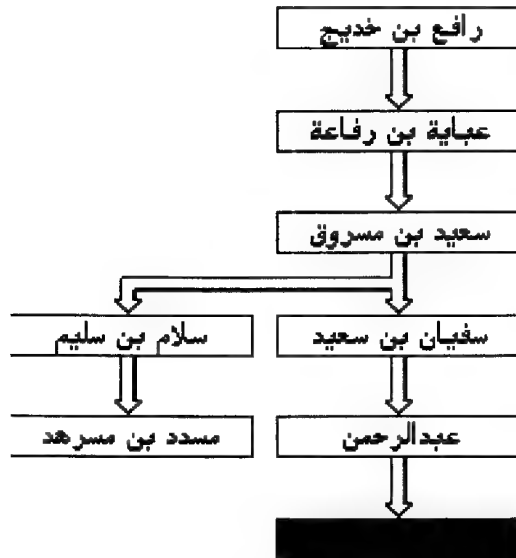 رافع بن خديج
عباية بن رفاعة
سعيد بن مسروق
سفيان بن سعيد
سلام بن سليم
عبدالرحمن
مسدد بن مسرهد